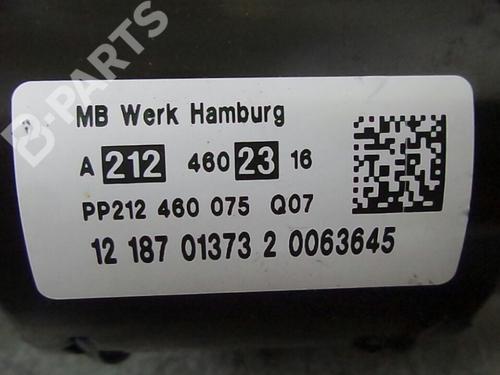 B-PARTS
MB Werk Hamburg
A 212 460 23 16
PP212 460 075 Q07
12 187 01373 2 0063645